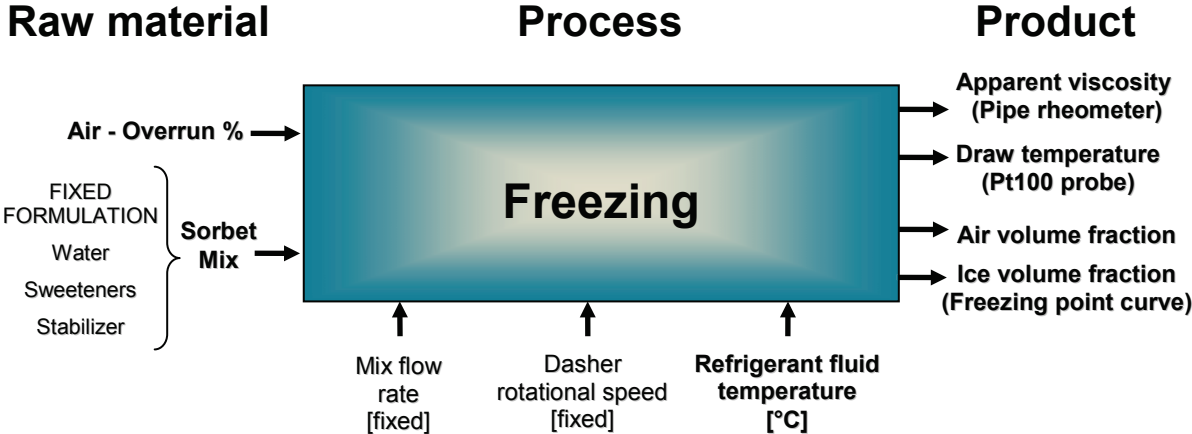 Raw material
Process
Product
Air - Overrun %
FIXED
FORMULATION
Water
Sweeteners
Stabilizer
Sorbet
Mix
Freezing
Apparent viscosity
(Pipe rheometer)
Draw temperature
(Pt100 probe)
Air volume fraction
Ice volume fraction
(Freezing point curve)
Mix flow
rate
[fixed]
Dasher
rotational speed
[fixed]
Refrigerant fluid
temperature
[°C]